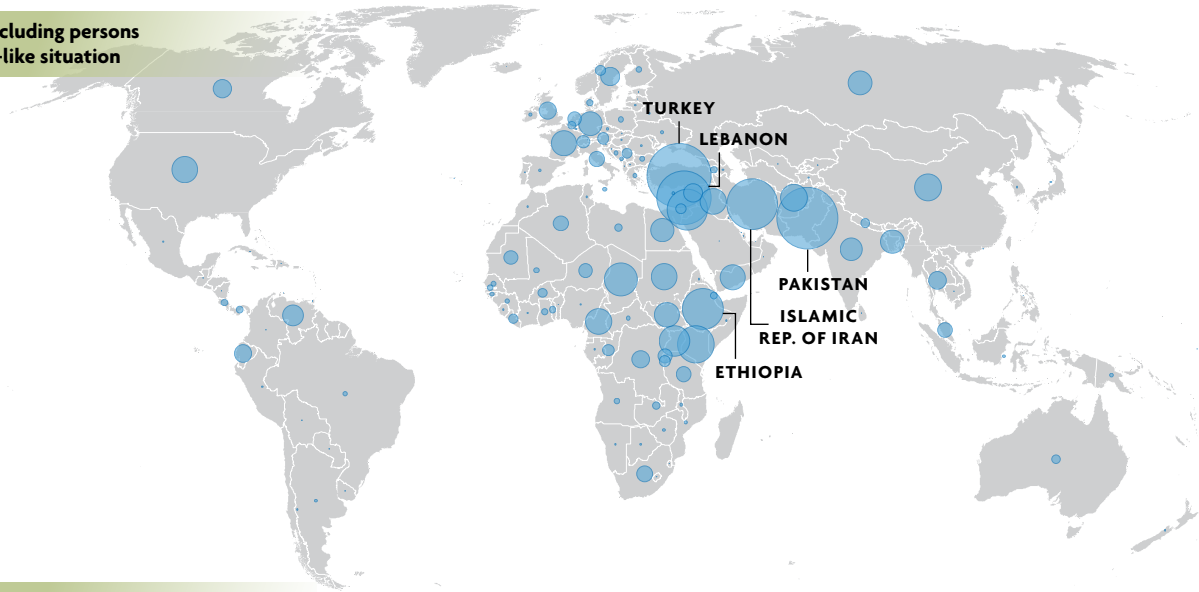 cluding persons
-like situation
TURKEY
LEBANON
PAKISTAN
ISLAMIC
REP. OF IRAN
ETHIOPIA